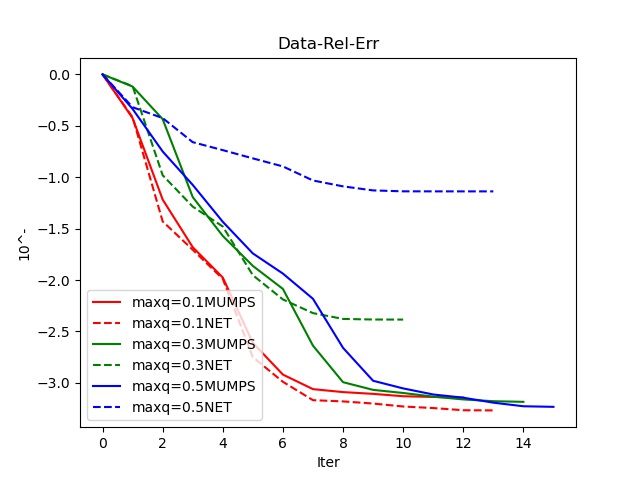 Data-Rel-Err
0.0
−0.5
−1.0
−1.5
−2.0
−2.5
−3.0
10^-
maxq=0.1MUMPS
maxq=0.1NET
maxq=0.3MUMPS
maxq=0.3NET
maxq=0.5MUMPS
maxq=0.5NET
0 2 4 6 8 10 12 14
Iter